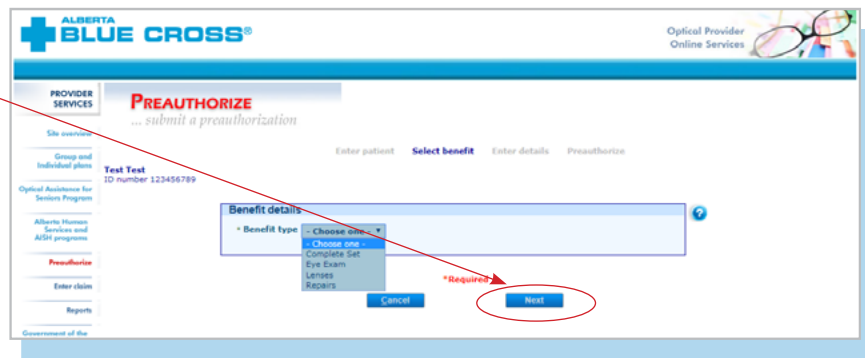 ALBERTA
BLUE CROSS®
Optical Provider
Online Services
PROVIDER
SERVICES
Site overview
Group and
Individual plans
Optical Assistance for
Seniors Program
Alberta Human
Services and
AISH programs
Preauthorize
Enter claim
Reports
Government of the
PREAUTHORIZE
... submit a preauthorization
Enter patient Select benefit Enter details Preauthorize
Test Test
ID number 123456789
Benefit details
* Benefit type - Choose one -
- Choose one -
Complete Set
Eye Exam
Lenses
Repairs
?
*Required
Cancel Next